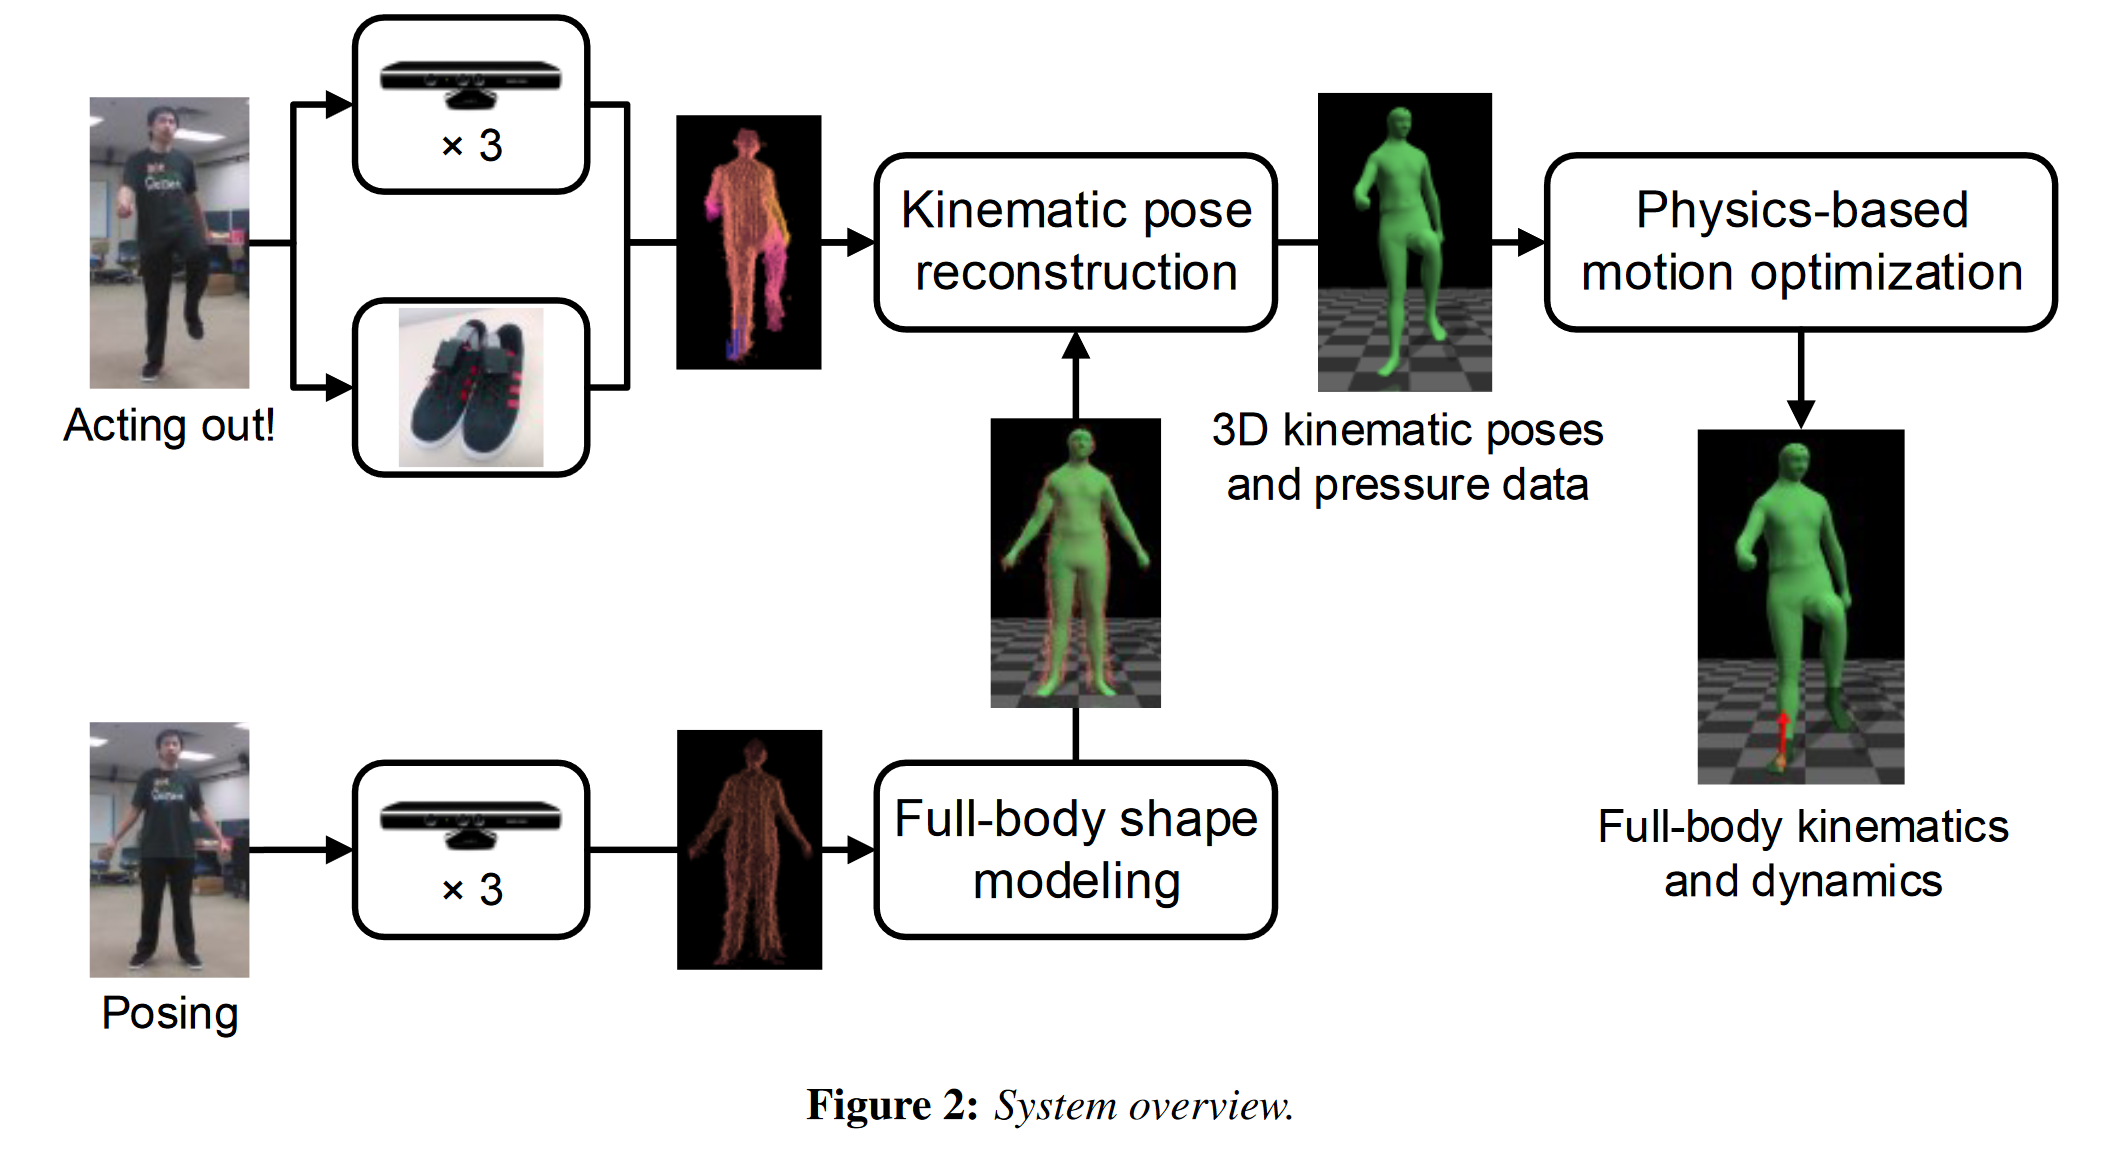 × 3
Acting out!
Kinematic pose
reconstruction
3D kinematic poses
and pressure data
Physics-based
motion optimization
Full-body kinematics
and dynamics
Posing
× 3
Full-body shape
modeling
Figure 2: System overview.